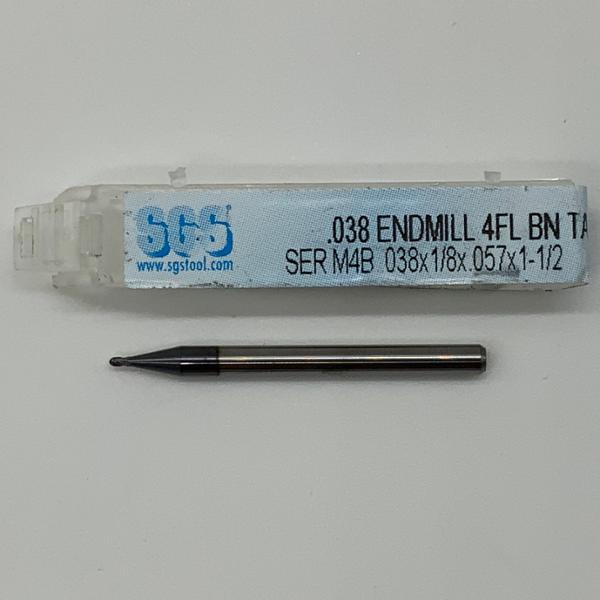 SGS
www.sgstool.com
.038 ENDMILL 4FL BN TA
SER M4B 038x1/8x.057x1-1/2